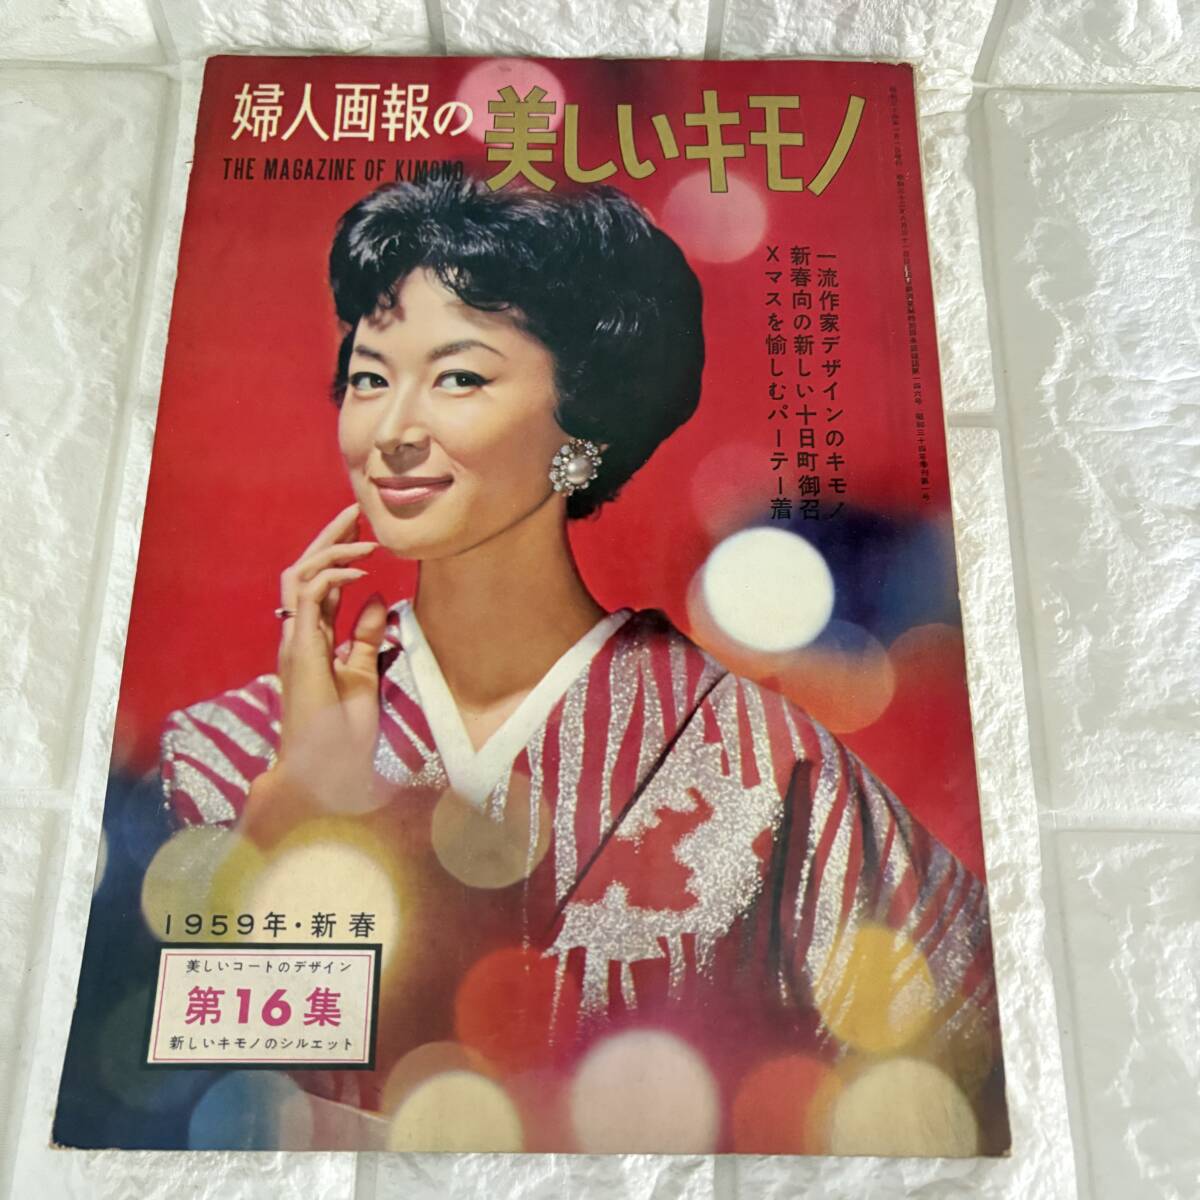 婦人画報の
美しいキモノ
THE MAGAZINE OF KIMONO
一流作家デザインのキモノ
新春向の新しい十日町御召
Xマスを愉しむパーテー着
1959年・新春
美しいコートのデザイン
第16集
新しいキモノのシルエット